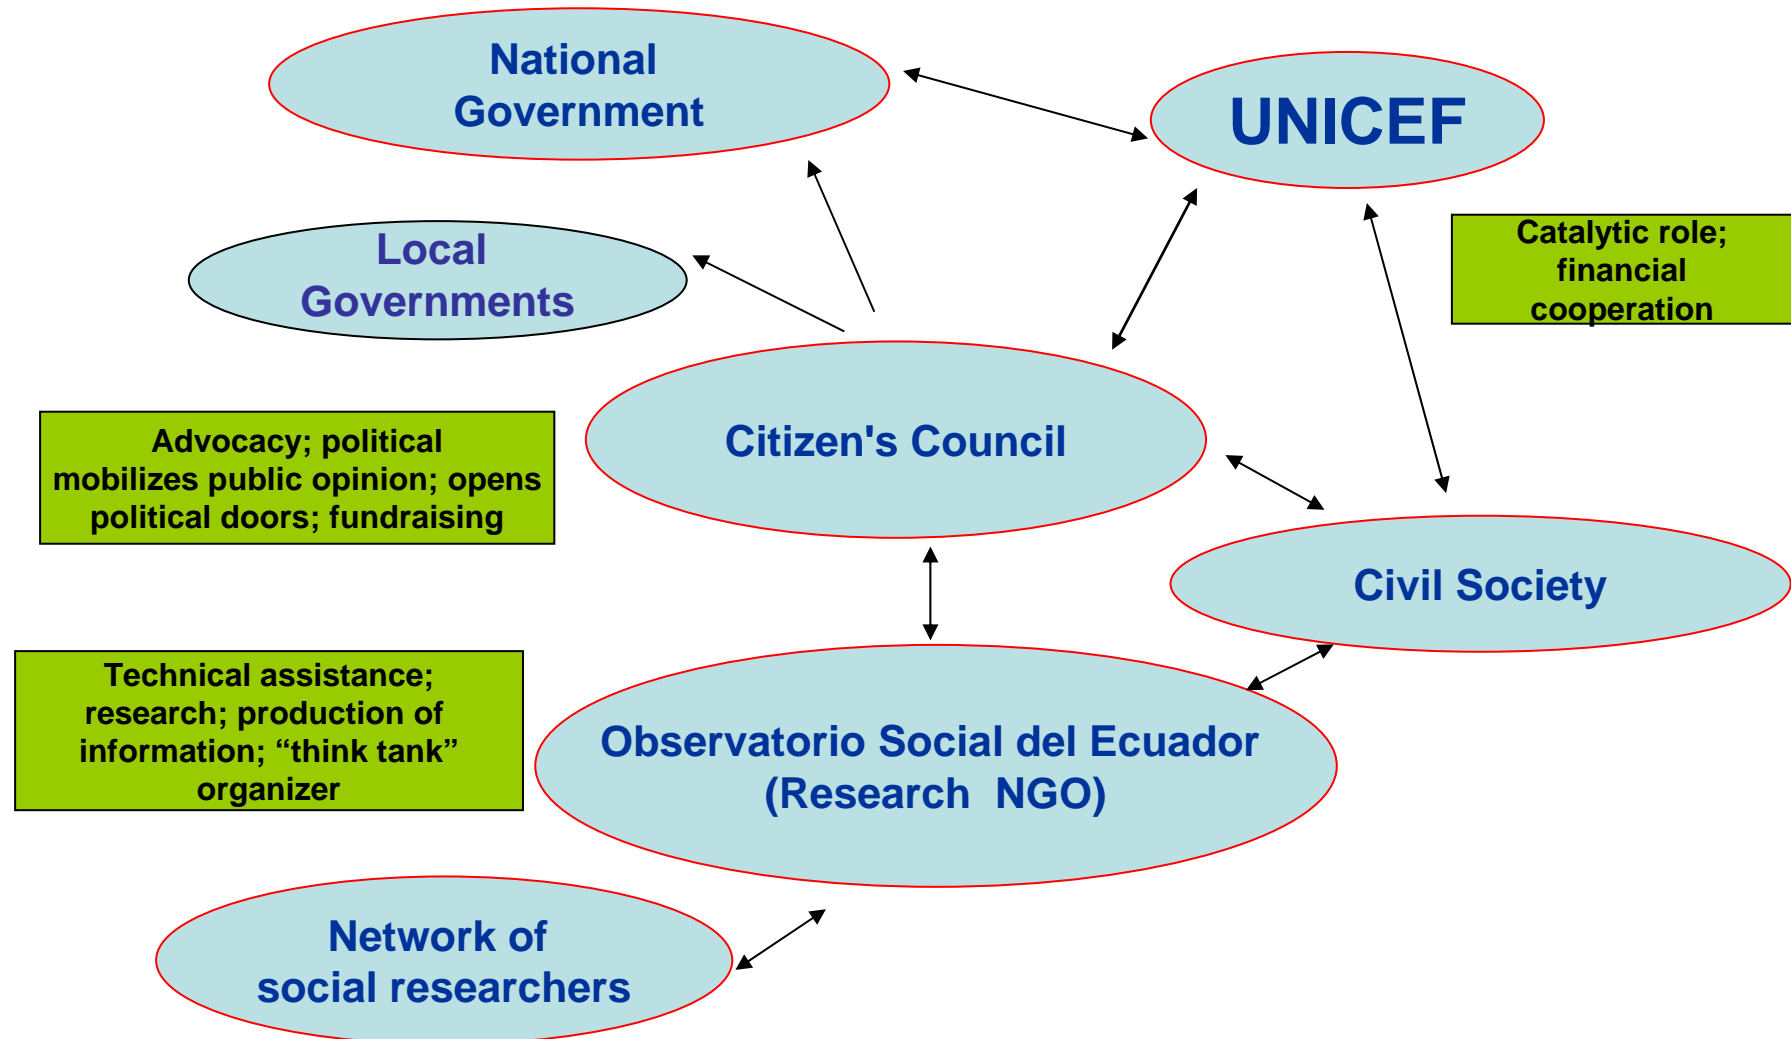 National
Government
UNICEF
Local
Governments
Catalytic role;
financial
cooperation
Advocacy; political
mobilizes public opinion; opens
political doors; fundraising
Citizen's Council
Civil Society
Technical assistance;
research; production of
information; “think tank”
organizer
Observatorio Social del Ecuador
(Research NGO)
Network of
social researchers